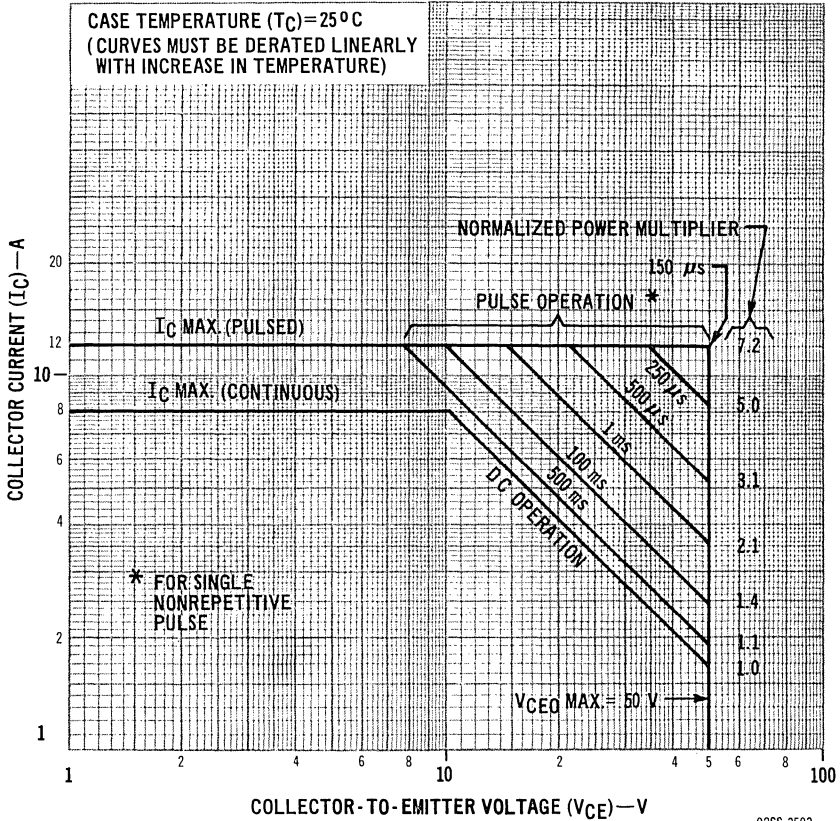 CASE TEMPERATURE (TC)=25°C
(CURVES MUST BE DERATED LINEARLY
WITH INCREASE IN TEMPERATURE)
NORMALIZED POWER MULTIPLIER
150 µs
PULSE OPERATION *
IC MAX. (PULSED)
IC MAX. (CONTINUOUS)
COLLECTOR CURRENT (IC)—A
20
12
10
8
6
4
2
1
250 µs
500 µs
1 ms
100 ms
500 ms
DC OPERATION
7.2
5.0
3.1
2.1
1.4
1.1
1.0
* FOR SINGLE
NONREPETITIVE
PULSE
VCEO MAX.= 50 V
1 2 4 6 8 10 2 4 5 6 8 100
COLLECTOR-TO-EMITTER VOLTAGE (VCE)—V